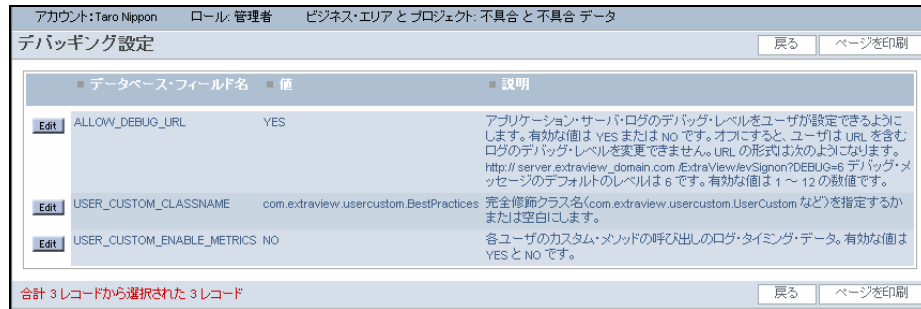 アカウント: Taro Nippon ロール: 管理者 ビジネス・エリア と プロジェクト: 不具合 と 不具合 データ
デバッギング設定 戻る ページを印刷
データベース・フィールド名 値 説明
Edit ALLOW_DEBUG_URL YES アプリケーション・サーバ・ログのデバッグ・レベルをユーザが設定できるように
します。有効な値は YES または NO です。オフにすると、ユーザは URL を含む
ログのデバッグ・レベルを変更できません。URL の形式は次のようになります。
http:// server.extraview_domain.com /ExtraView/evSignon?DEBUG=6 デバッグ・メ
ッセージのデフォルトのレベルは 6 です。有効な値は 1 ～ 12 の数値です。
Edit USER_CUSTOM_CLASSNAME com.extraview.usercustom.BestPractices 完全修飾クラス名(com.extraview.usercustom.UserCustom など)を指定するか
または空白にします。
Edit USER_CUSTOM_ENABLE_METRICS NO 各ユーザのカスタム・メソッドの呼び出しのログ・タイミング・データ。有効な値は
YES と NO です。
合計 3 レコードから選択された 3 レコード 戻る ページを印刷